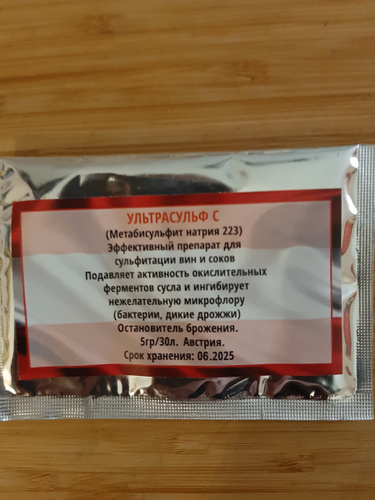 УЛЬТРАСУЛЬФ С
(Метабисульфит натрия 223)
Эффективный препарат для
сульфитации вин и соков
Подавляет активность окислительных
ферментов сусла и ингибирует
нежелательную микрофлору
(бактерии, дикие дрожжи)
Остановитель брожения.
5гр/30л. Австрия.
Срок хранения: 06.2025